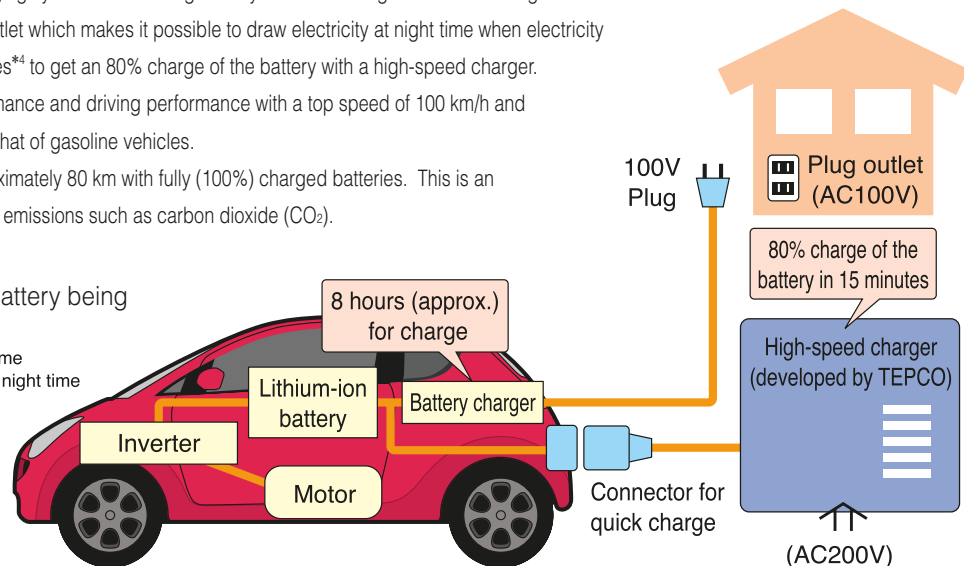 tlet which makes it possible to draw electricity at night time when electricity
es*4 to get an 80% charge of the battery with a high-speed charger.
nance and driving performance with a top speed of 100 km/h and
hat of gasoline vehicles.
ximately 80 km with fully (100%) charged batteries. This is an
emissions such as carbon dioxide (CO2).
attery being
me
night time
100V
Plug
Plug outlet
(AC100V)
80% charge of the
battery in 15 minutes
8 hours (approx.)
for charge
High-speed charger
(developed by TEPCO)
Lithium-ion
battery
Battery charger
Inverter
Motor
Connector for
quick charge
(AC200V)